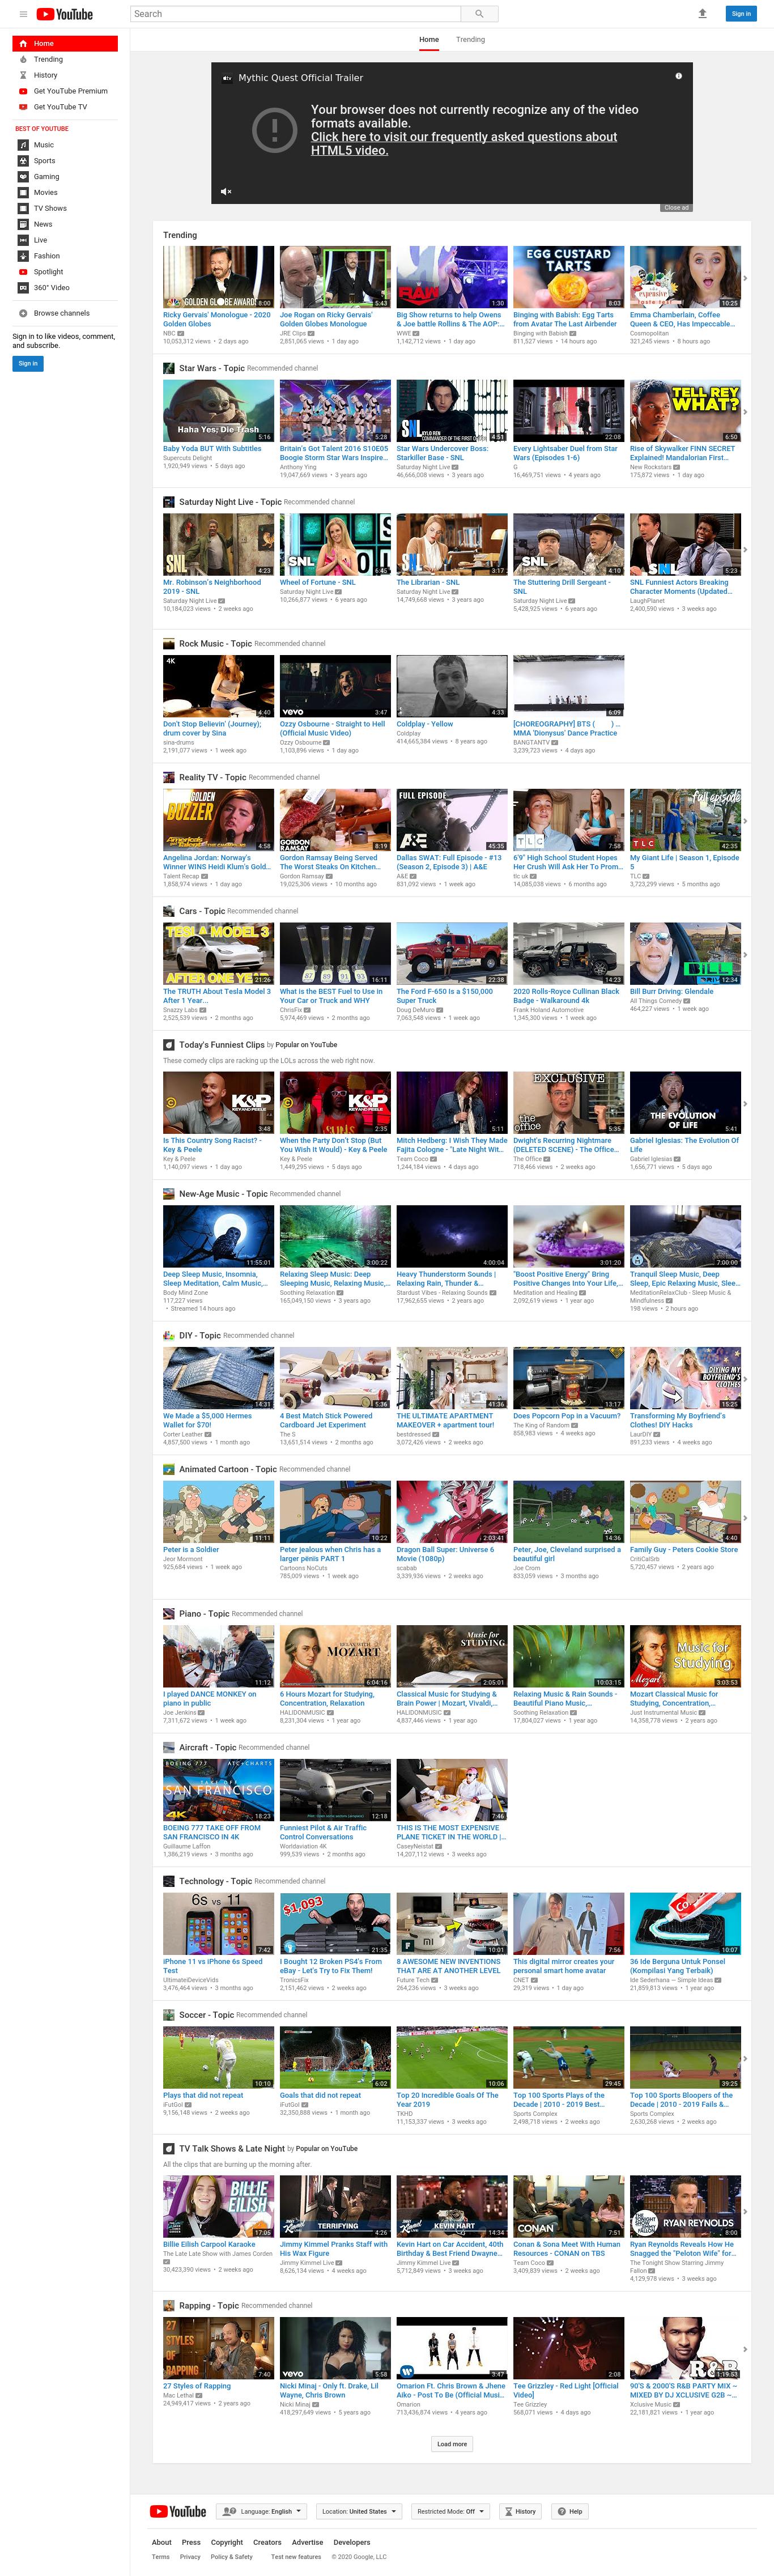 YouTube
Search
Sign in
Home
Trending
History
Get YouTube Premium
Get YouTube TV
BEST OF YOUTUBE
Music
Sports
Gaming
Movies
TV Shows
News
Live
Fashion
Spotlight
360° Video
Browse channels
Sign in to like videos, comment,
and subscribe.
Sign in
Home
Trending
Mythic Quest Official Trailer
Your browser does not currently recognize any of the video
formats available.
Click here to visit our frequently asked questions about
HTML5 video.
Close ad
Trending
Ricky Gervais' Monologue - 2020
Golden Globes
NBC
10,053,312 views • 2 days ago
Joe Rogan on Ricky Gervais'
Golden Globes Monologue
JRE Clips
2,851,065 views • 1 day ago
Big Show returns to help Owens
& Joe battle Rollins & The AOP:...
WWE
1,142,712 views • 1 day ago
Binging with Babish: Egg Tarts
from Avatar The Last Airbender
Binging with Babish
811,527 views • 14 hours ago
Emma Chamberlain, Coffee
Queen & CEO, Has Impeccable...
Cosmopolitan
321,245 views • 8 hours ago
Star Wars - Topic Recommended channel
Baby Yoda BUT With Subtitles
Supercuts Delight
1,920,949 views • 5 days ago
Britain's Got Talent 2016 S10E05
Boogie Storm Star Wars Inspire...
Anthony Ying
19,047,669 views • 3 years ago
Star Wars Undercover Boss:
Starkiller Base - SNL
Saturday Night Live
46,666,008 views • 3 years ago
Every Lightsaber Duel from Star
Wars (Episodes 1-6)
G
16,469,751 views • 4 years ago
Rise of Skywalker FINN SECRET
Explained! Mandalorian First...
New Rockstars
175,872 views • 1 day ago
Saturday Night Live - Topic Recommended channel
Mr. Robinson's Neighborhood
2019 - SNL
Saturday Night Live
10,184,023 views • 2 weeks ago
Wheel of Fortune - SNL
Saturday Night Live
10,266,877 views • 6 years ago
The Librarian - SNL
Saturday Night Live
14,749,668 views • 3 years ago
The Stuttering Drill Sergeant -
SNL
Saturday Night Live
5,428,925 views • 6 years ago
SNL Funniest Actors Breaking
Character Moments (Updated...
LaughPlanet
2,400,590 views • 3 weeks ago
Rock Music - Topic Recommended channel
Don't Stop Believin' (Journey);
drum cover by Sina
sina-drums
2,191,077 views • 1 week ago
Ozzy Osbourne - Straight to Hell
(Official Music Video)
Ozzy Osbourne
1,103,896 views • 1 day ago
Coldplay - Yellow
Coldplay
414,665,384 views • 8 years ago
[CHOREOGRAPHY] BTS ( ) ...
MMA 'Dionysus' Dance Practice
BANGTANTV
3,239,723 views • 4 days ago
Reality TV - Topic Recommended channel
Angelina Jordan: Norway's
Winner WINS Heidi Klum's Gold...
Talent Recap
1,858,974 views • 1 day ago
Gordon Ramsay Being Served
The Worst Steaks On Kitchen...
Gordon Ramsay
19,025,306 views • 10 months ago
Dallas SWAT: Full Episode - #13
(Season 2, Episode 3) | A&E
A&E
821,092 views • 1 week ago
6'9" High School Student Hopes
Her Crush Will Ask Her To Prom...
tlc uk
14,085,038 views • 6 months ago
My Giant Life | Season 1, Episode
5
TLC
3,723,299 views • 5 months ago
Cars - Topic Recommended channel
The TRUTH About Tesla Model 3
After 1 Year...
Snazzy Labs
2,525,539 views • 2 months ago
What is the BEST Fuel to Use in
Your Car or Truck and WHY
ChrisFix
5,974,469 views • 2 months ago
The Ford F-650 Is a $150,000
Super Truck
Doug DeMuro
7,063,548 views • 1 week ago
2020 Rolls-Royce Cullinan Black
Badge - Walkaround 4k
Frank Holand Automotive
1,345,300 views • 1 week ago
Bill Burr Driving: Glendale
All Things Comedy
464,227 views • 1 week ago
Today's Funniest Clips by Popular on YouTube
These comedy clips are racking up the LOLs across the web right now.
Is This Country Song Racist? -
Key & Peele
Key & Peele
1,140,097 views • 1 day ago
When the Party Don't Stop (But
You Wish It Would) - Key & Peele
Key & Peele
1,449,295 views • 5 days ago
Mitch Hedberg: I Wish They Made
Fajita Cologne - "Late Night Wit...
Team Coco
1,244,184 views • 4 days ago
Dwight's Recurring Nightmare
(DELETED SCENE) - The Office...
The Office
718,466 views • 2 weeks ago
Gabriel Iglesias: The Evolution Of
Life
Gabriel Iglesias
1,656,771 views • 5 days ago
New-Age Music - Topic Recommended channel
Deep Sleep Music, Insomnia,
Sleep Meditation, Calm Music,...
Body Mind Zone
117,227 views
• Streamed 14 hours ago
Relaxing Sleep Music: Deep
Sleeping Music, Relaxing Music,...
Soothing Relaxation
165,049,150 views • 3 years ago
Heavy Thunderstorm Sounds |
Relaxing Rain, Thunder &...
Stardust Vibes - Relaxing Sounds
17,962,655 views • 2 years ago
"Boost Positive Energy" Bring
Positive Changes Into Your Life,...
Meditation and Healing
2,092,619 views • 1 year ago
Tranquil Sleep Music, Deep
Sleep, Epic Relaxing Music, Slee...
MeditationRelaxClub - Sleep Music &
Mindfulness
198 views • 2 hours ago
DIY - Topic Recommended channel
We Made a $5,000 Hermes
Wallet for $70!
Corter Leather
4,857,500 views • 1 month ago
4 Best Match Stick Powered
Cardboard Jet Experiment
The S
13,651,514 views • 2 months ago
THE ULTIMATE APARTMENT
MAKEOVER + apartment tour!
bestdressed
3,072,426 views • 2 weeks ago
Does Popcorn Pop in a Vacuum?
The King of Random
858,983 views • 4 weeks ago
Transforming My Boyfriend's
Clothes! DIY Hacks
LaurDIY
891,233 views • 4 weeks ago
Animated Cartoon - Topic Recommended channel
Peter is a Soldier
Jeor Mormont
925,684 views • 1 week ago
Peter jealous when Chris has a
larger pënïs PART 1
Cartoons NoCuts
785,009 views • 1 week ago
Dragon Ball Super: Universe 6
Movie (1080p)
scabab
3,339,936 views • 2 weeks ago
Peter, Joe, Cleveland surprised a
beautiful girl
Joe Crom
833,059 views • 3 months ago
Family Guy - Peters Cookie Store
CritiCalSrb
5,720,457 views • 2 years ago
Piano - Topic Recommended channel
I played DANCE MONKEY on
piano in public
Joe Jenkins
7,311,672 views • 1 week ago
6 Hours Mozart for Studying,
Concentration, Relaxation
HALIDONMUSIC
8,231,304 views • 1 year ago
Classical Music for Studying &
Brain Power | Mozart, Vivaldi,...
HALIDONMUSIC
4,837,446 views • 1 year ago
Relaxing Music & Rain Sounds -
Beautiful Piano Music,...
Soothing Relaxation
17,804,027 views • 1 year ago
Mozart Classical Music for
Studying, Concentration,...
Just Instrumental Music
14,358,778 views • 2 years ago
Aircraft - Topic Recommended channel
BOEING 777 TAKE OFF FROM
SAN FRANCISCO IN 4K
Guillaume Laffon
1,386,219 views • 3 months ago
Funniest Pilot & Air Traffic
Control Conversations
Worldaviation 4K
999,539 views • 2 months ago
THIS IS THE MOST EXPENSIVE
PLANE TICKET IN THE WORLD |...
CaseyNeistat
14,207,112 views • 3 weeks ago
Technology - Topic Recommended channel
iPhone 11 vs iPhone 6s Speed
Test
UltimateiDeviceVids
3,476,464 views • 3 months ago
I Bought 12 Broken PS4's From
eBay - Let's Try to Fix Them!
TronicsFix
2,151,462 views • 2 weeks ago
8 AWESOME NEW INVENTIONS
THAT ARE AT ANOTHER LEVEL
Future Tech
264,236 views • 3 weeks ago
This digital mirror creates your
personal smart home avatar
CNET
29,319 views • 1 day ago
36 Ide Berguna Untuk Ponsel
(Kompilasi Yang Terbaik)
Ide Sederhana — Simple Ideas
21,859,813 views • 1 year ago
Soccer - Topic Recommended channel
Plays that did not repeat
iFutGol
9,156,148 views • 2 weeks ago
Goals that did not repeat
iFutGol
32,350,888 views • 1 month ago
Top 20 Incredible Goals Of The
Year 2019
TKHD
11,153,337 views • 3 weeks ago
Top 100 Sports Plays of the
Decade | 2010 - 2019 Best...
Sports Complex
2,498,718 views • 2 weeks ago
Top 100 Sports Bloopers of the
Decade | 2010 - 2019 Fails &...
Sports Complex
2,630,268 views • 2 weeks ago
TV Talk Shows & Late Night by Popular on YouTube
All the clips that are burning up the morning after.
Billie Eilish Carpool Karaoke
The Late Late Show with James Corden
30,423,390 views • 2 weeks ago
Jimmy Kimmel Pranks Staff with
His Wax Figure
Jimmy Kimmel Live
8,626,134 views • 4 weeks ago
Kevin Hart on Car Accident, 40th
Birthday & Best Friend Dwayne...
Jimmy Kimmel Live
5,712,849 views • 3 weeks ago
Conan & Sona Meet With Human
Resources - CONAN on TBS
Team Coco
3,409,839 views • 2 weeks ago
Ryan Reynolds Reveals How He
Snagged the "Peloton Wife" for...
The Tonight Show Starring Jimmy
Fallon
4,129,978 views • 3 weeks ago
Rapping - Topic Recommended channel
27 Styles of Rapping
Mac Lethal
24,949,417 views • 2 years ago
Nicki Minaj - Only ft. Drake, Lil
Wayne, Chris Brown
Nicki Minaj
418,297,649 views • 5 years ago
Omarion Ft. Chris Brown & Jhene
Aiko - Post To Be (Official Musi...
Omarion
713,436,874 views • 4 years ago
Tee Grizzley - Red Light [Official
Video]
Tee Grizzley
568,071 views • 4 days ago
90'S & 2000'S R&B PARTY MIX ~
MIXED BY DJ XCLUSIVE G2B ~...
Xclusive Music
22,181,821 views • 1 year ago
Load more
YouTube
Language: English
Location: United States
Restricted Mode: Off
History
Help
About Press Copyright Creators Advertise Developers
Terms Privacy Policy & Safety Test new features © 2020 Google, LLC